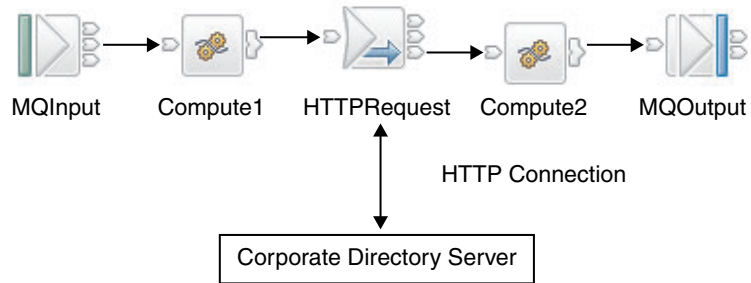 MQInput Compute1 HTTPRequest Compute2 MQOutput
HTTP Connection
Corporate Directory Server